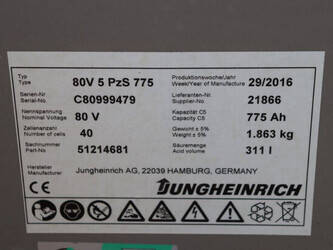 Typ
Type
80V 5 PzS 775
Produktionswoche/Jahr
Week/Year of Manufacture
29/2016
Serien-Nr
Serial-No.
C80999479
Lieferanten-Nr.
Supplier-No.
21866
Nennspannung
Nominal Voltage
80 V
Kapazität C5
Capacity C5
775 Ah
Zellenanzahl
Number of cells
40
Gewicht ± 5%
Weight ± 5%
1.863 kg
Sachnummer
Partnumber
51214681
Säuremenge
Acid volume
311 l
Hersteller
Manufacturer
Jungheinrich AG, 22039 HAMBURG, GERMANY
JUNGHEINRICH